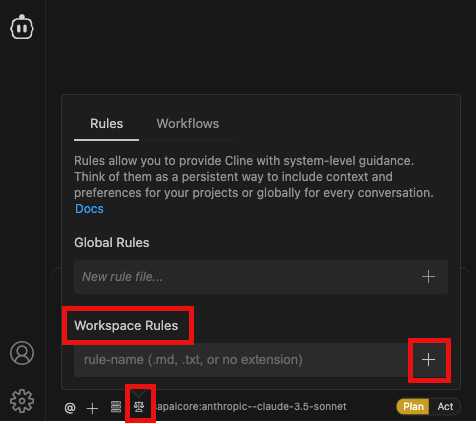 Rules Workflows
Rules allow you to provide Cline with system-level guidance.
Think of them as a persistent way to include context and
preferences for your projects or globally for every conversation.
Docs
Global Rules
New rule file...
Workspace Rules
rule-name (.md, .txt, or no extension)
@ sapaicore:anthropic--claude-3.5-sonnet Plan Act